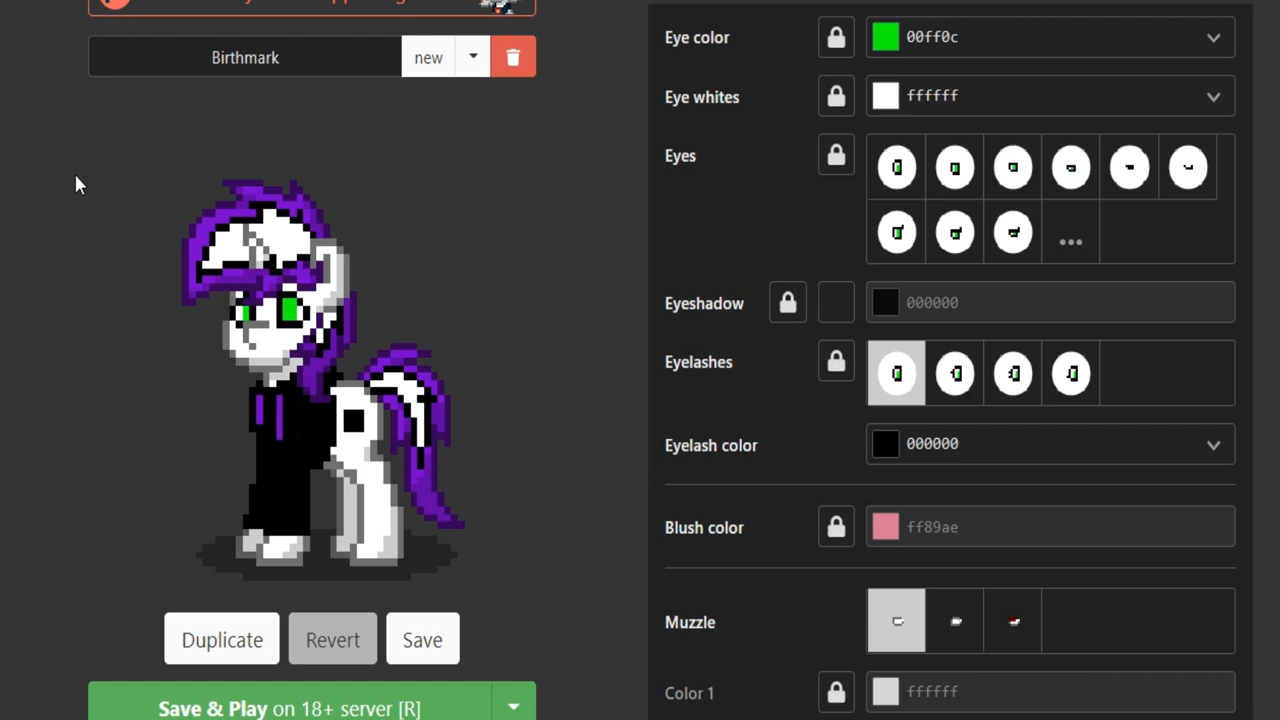 Birthmark
new
Duplicate
Revert
Save
Save & Play on 18+ server [R]
Eye color
00ff0c
Eye whites
ffffff
Eyes
Eyeshadow
000000
Eyelashes
Eyelash color
000000
Blush color
ff89ae
Muzzle
Color 1
ffffff